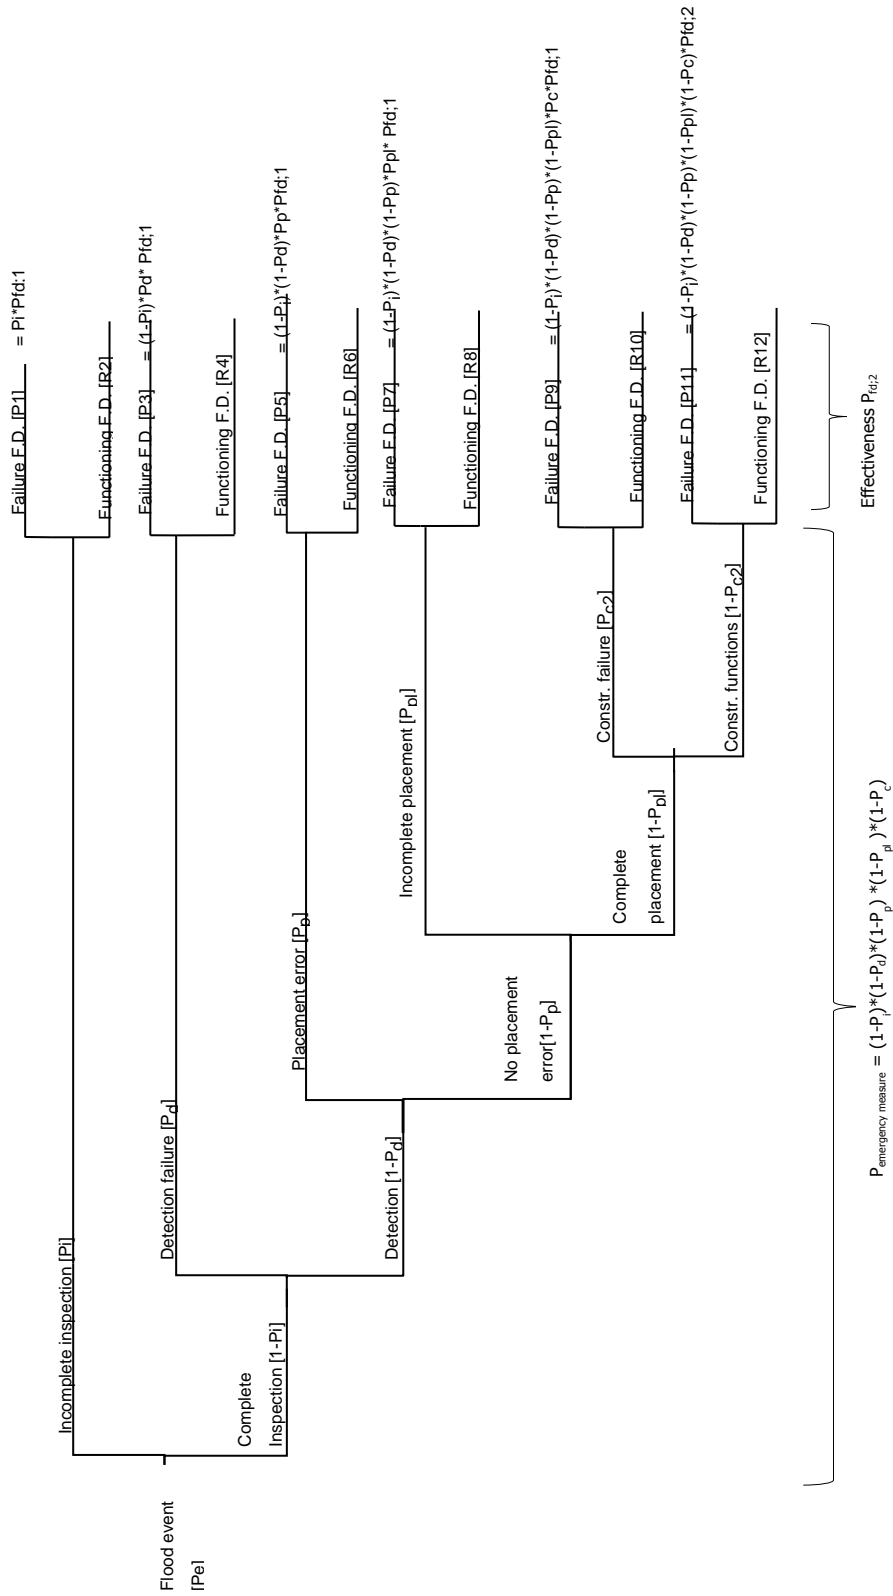 Failure F.D. [P1] = Pi*Pfd:1
Functioning F.D. [R2]
Failure F.D. [P3] = (1-Pi)*Pd* Pfd;1
Functioning F.D. [R4]
Failure F.D. [P5] = (1-Pi)*(1-Pd)*Pp*Pfd;1
Functioning F.D. [R6]
Failure F.D. [P7] = (1-Pi)*(1-Pd)*(1-Pp)*Ppl* Pfd;1
Functioning F.D. [R8]
Failure F.D. [P9] = (1-Pi)*(1-Pd)*(1-Ppl)*Pc*Pfd;1
Functioning F.D. [R10]
Failure F.D. [P11] = (1-Pi)*(1-Pd)*(1-Pp)*(1-Ppl)*(1-Pc)*Pfd;2
Functioning F.D. [R12]
Incomplete inspection [Pi]
Detection failure [Pd]
Placement error [Pp]
Incomplete placement [Ppl]
Constr. failure [Pc2]
Constr. functions [1-Pc2]
Complete
placement [1-Ppl]
No placement
error[1-Pp]
Detection [1-Pd]
Complete
Inspection [1-Pi]
Flood event
[Pe]
Effectiveness Pfd;2
Pemergency measure = (1-Pi)*(1-Pd)*(1-Pp) *(1-Ppl )*(1-Pc)